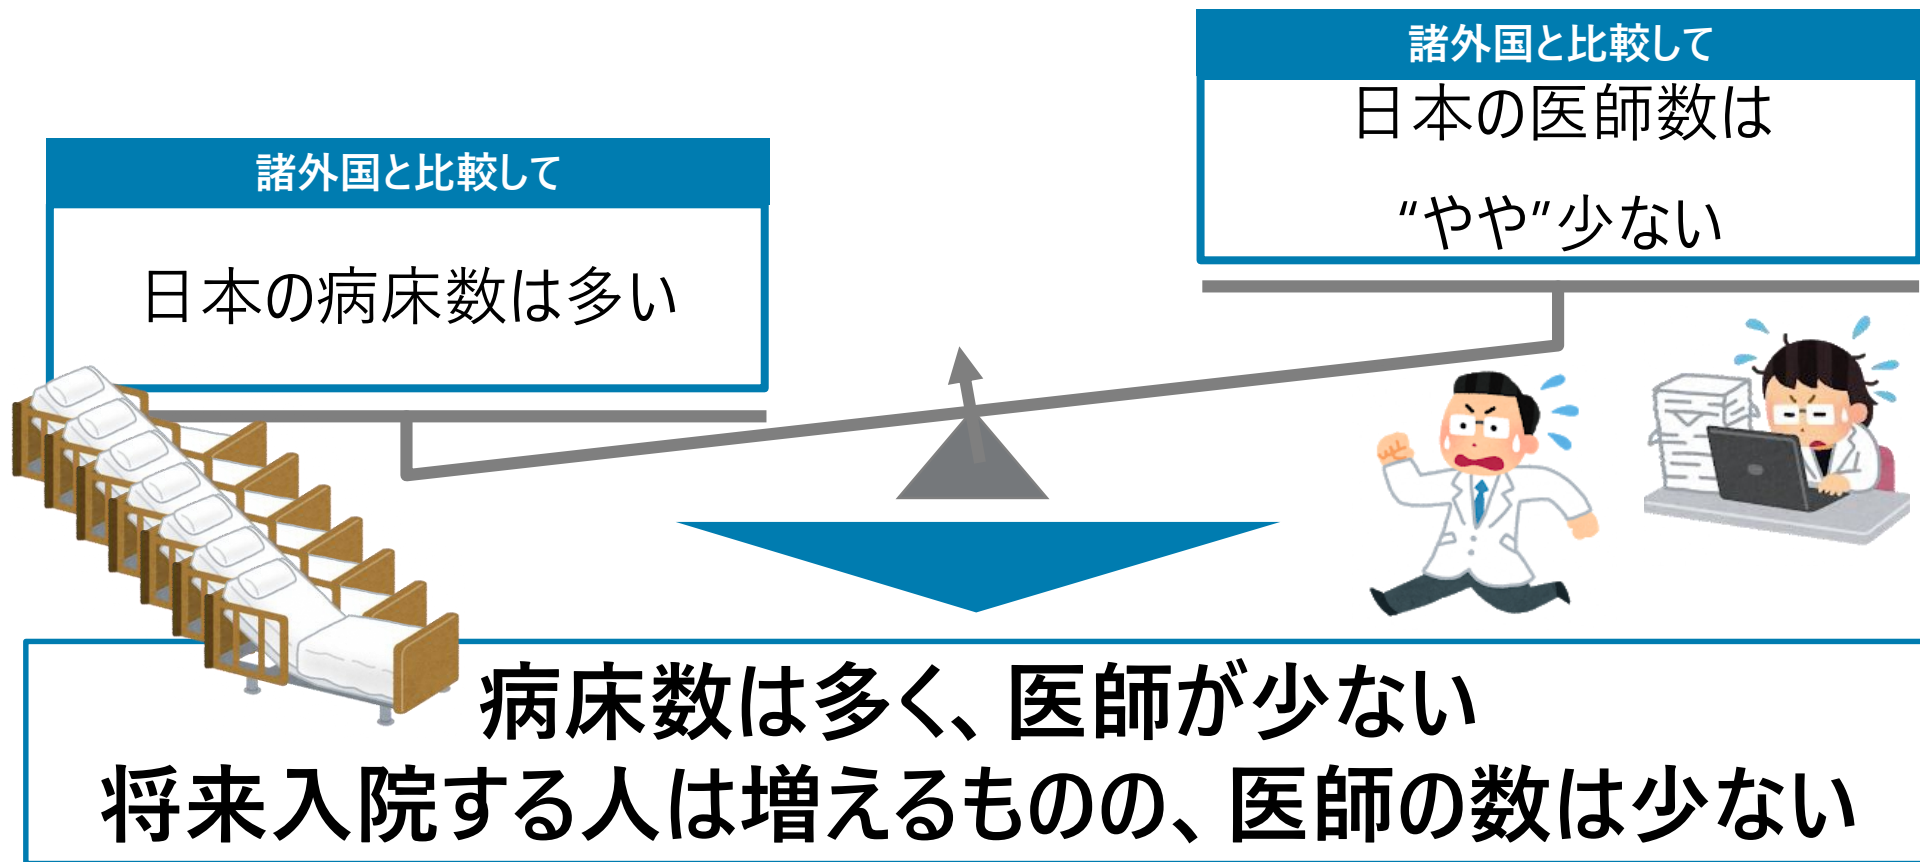 諸外国と比較して
日本の病床数は多い
諸外国と比較して
日本の医師数は
“やや”少ない
病床数は多く、医師が少ない
将来入院する人は増えるものの、医師の数は少ない